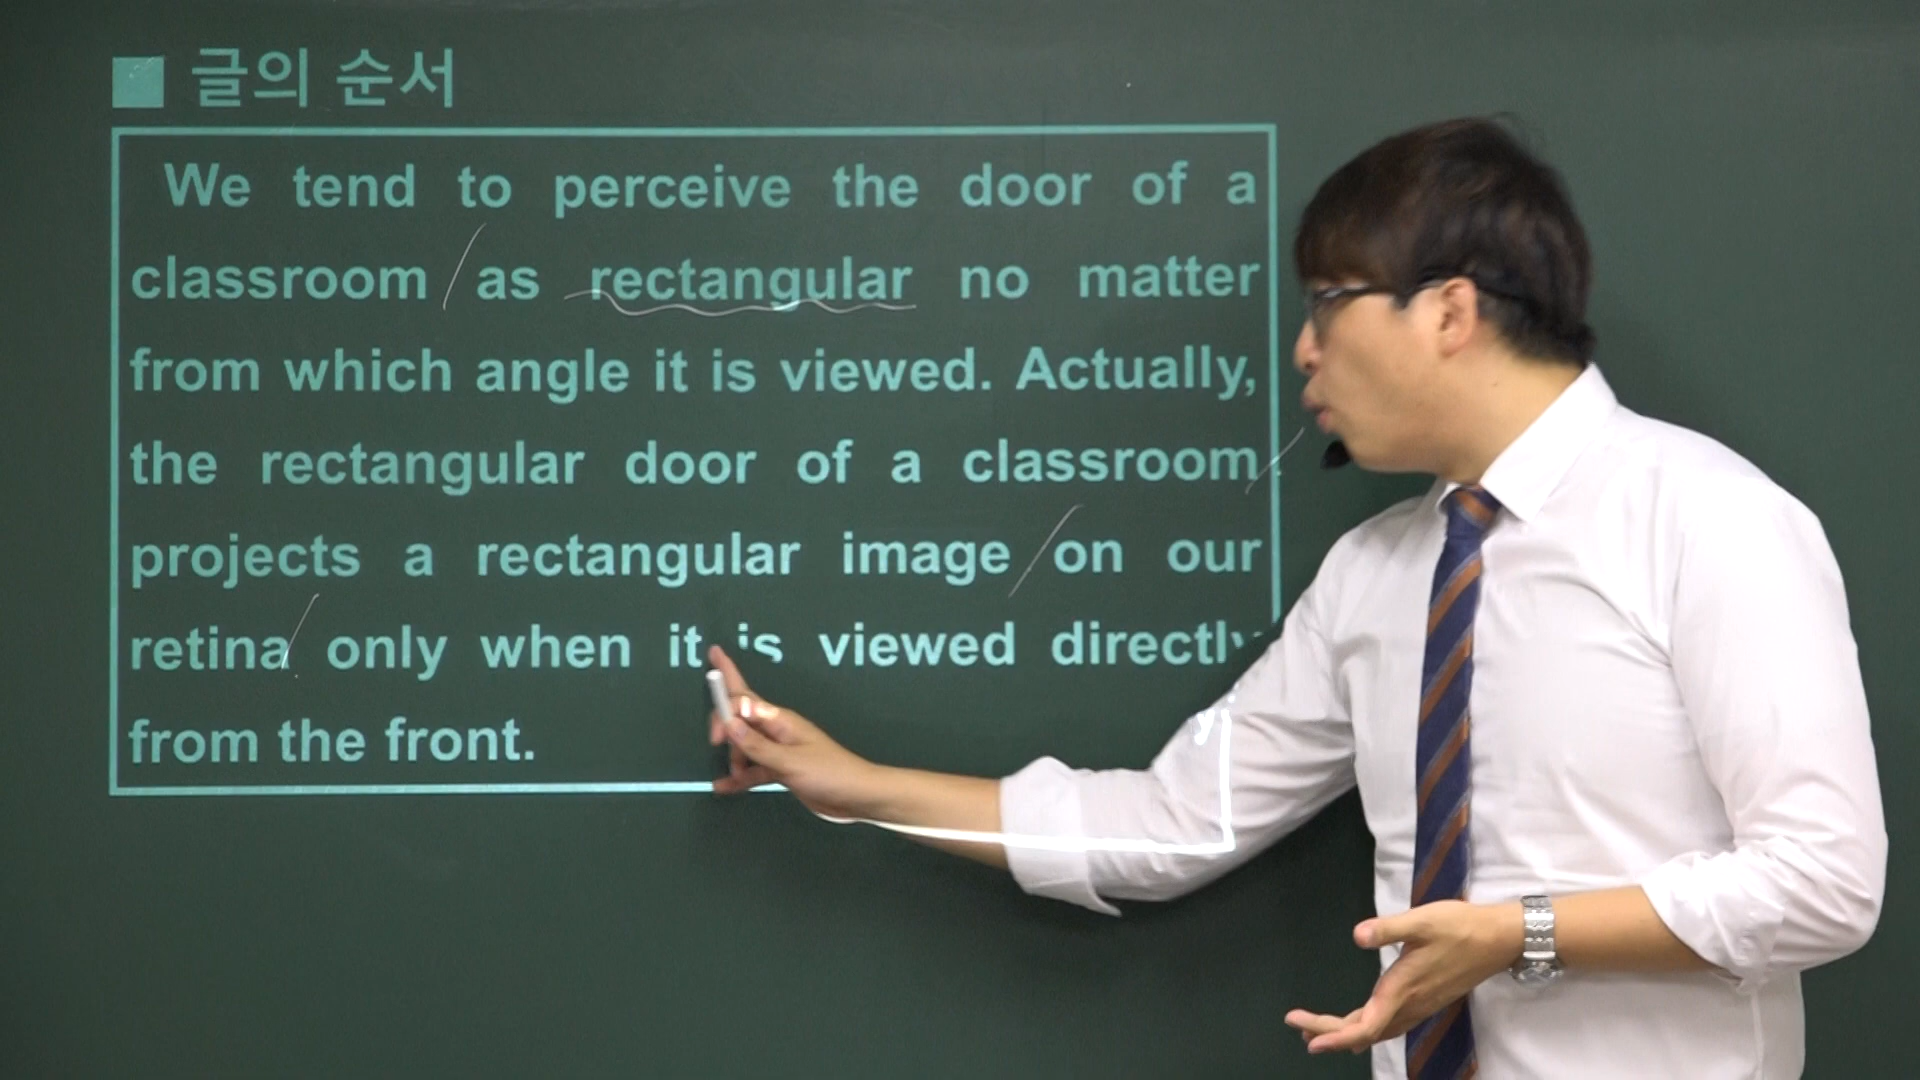 ■ 글의 순서
We tend to perceive the door of a
classroom as rectangular no matter
from which angle it is viewed. Actually,
the rectangular door of a classroom
projects a rectangular image on our
retina only when it is viewed directly
from the front.